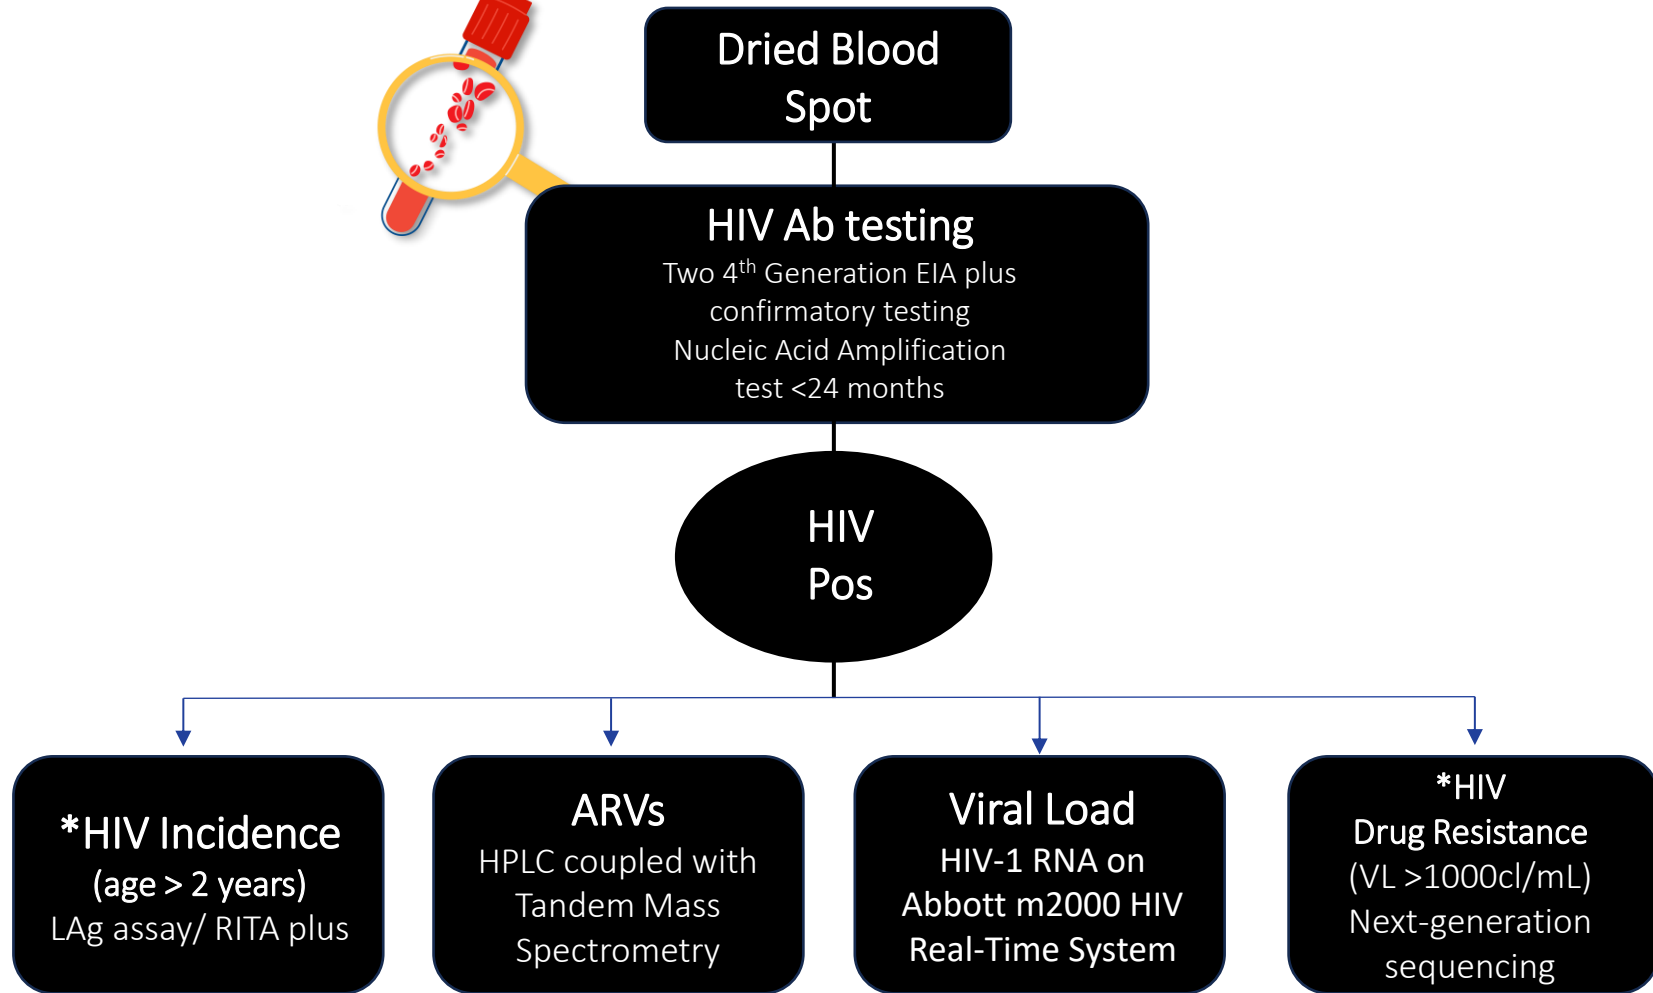 Dried Blood
Spot
HIV Ab testing
Two 4th Generation EIA plus
confirmatory testing
Nucleic Acid Amplification
test <24 months
HIV
Pos
*HIV Incidence
(age > 2 years)
LAg assay/ RITA plus
ARVs
HPLC coupled with
Tandem Mass
Spectrometry
Viral Load
HIV-1 RNA on
Abbott m2000 HIV
Real-Time System
*HIV
Drug Resistance
(VL >1000cl/mL)
Next-generation
sequencing